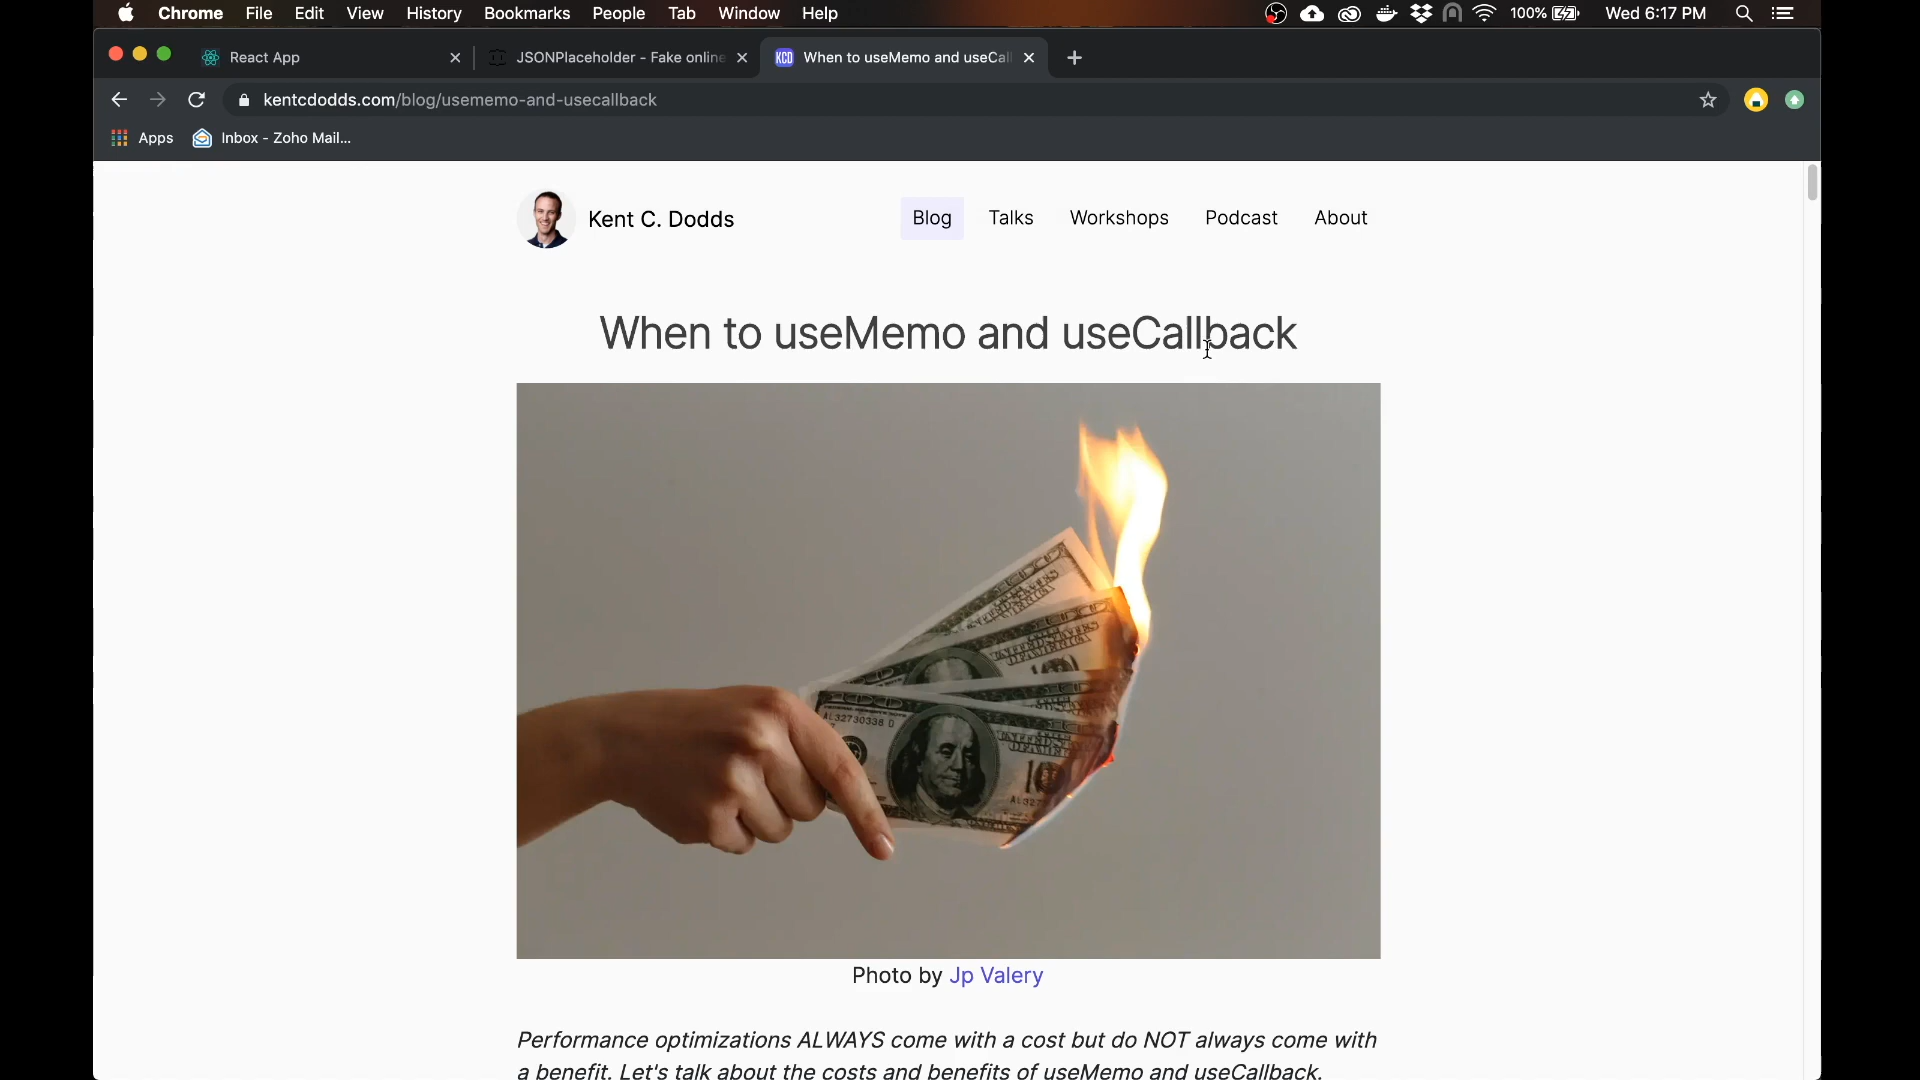 Chrome File Edit View History Bookmarks People Tab Window Help 100% Wed 6:17 PM
React App JSONPlaceholder - Fake online KCD When to useMemo and useCal
kentcdodds.com/blog/usememo-and-usecallback
Apps Inbox - Zoho Mail...
Kent C. Dodds Blog Talks Workshops Podcast About
When to useMemo and useCallback
AL32730338 D
Photo by Jp Valery
Performance optimizations ALWAYS come with a cost but do NOT always come with
a benefit. Let's talk about the costs and benefits of useMemo and useCallback.